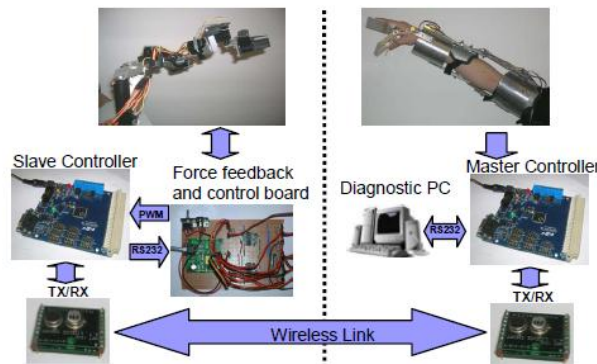 Slave Controller
Force feedback
and control board
PWM
RS232
TX/RX
Diagnostic PC
Master Controller
RS232
TX/RX
Wireless Link